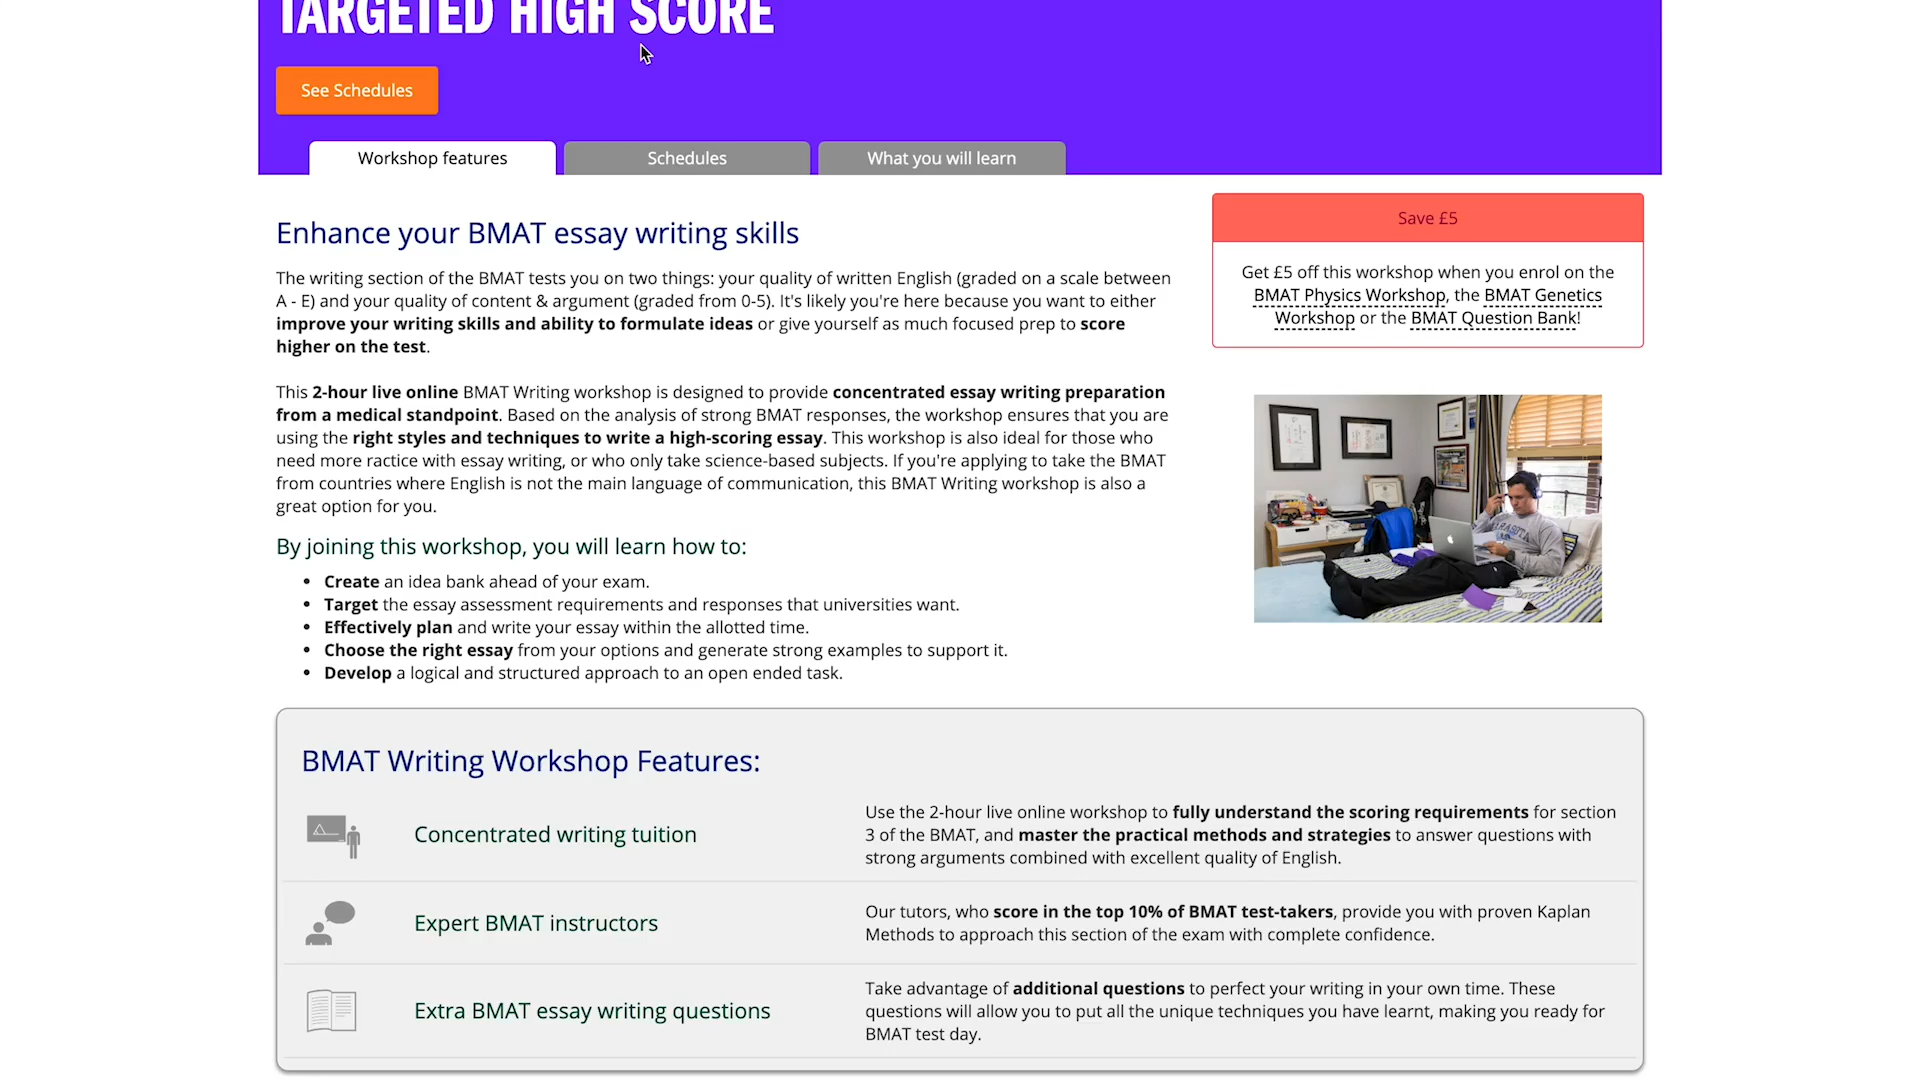 TARGETED HIGH SCORE
See Schedules
Workshop features
Schedules
What you will learn
Enhance your BMAT essay writing skills
The writing section of the BMAT tests you on two things: your quality of written English (graded on a scale between
A - E) and your quality of content & argument (graded from 0-5). It's likely you're here because you want to either
improve your writing skills and ability to formulate ideas or give yourself as much focused prep to score
higher on the test.
This 2-hour live online BMAT Writing workshop is designed to provide concentrated essay writing preparation
from a medical standpoint. Based on the analysis of strong BMAT responses, the workshop ensures that you are
using the right styles and techniques to write a high-scoring essay. This workshop is also ideal for those who
need more ractice with essay writing, or who only take science-based subjects. If you're applying to take the BMAT
from countries where English is not the main language of communication, this BMAT Writing workshop is also a
great option for you.
By joining this workshop, you will learn how to:
• Create an idea bank ahead of your exam.
• Target the essay assessment requirements and responses that universities want.
• Effectively plan and write your essay within the allotted time.
• Choose the right essay from your options and generate strong examples to support it.
• Develop a logical and structured approach to an open ended task.
Save £5
Get £5 off this workshop when you enrol on the
BMAT Physics Workshop, the BMAT Genetics
Workshop or the BMAT Question Bank!
BMAT Writing Workshop Features:
Concentrated writing tuition
Use the 2-hour live online workshop to fully understand the scoring requirements for section
3 of the BMAT, and master the practical methods and strategies to answer questions with
strong arguments combined with excellent quality of English.
Expert BMAT instructors
Our tutors, who score in the top 10% of BMAT test-takers, provide you with proven Kaplan
Methods to approach this section of the exam with complete confidence.
Extra BMAT essay writing questions
Take advantage of additional questions to perfect your writing in your own time. These
questions will allow you to put all the unique techniques you have learnt, making you ready for
BMAT test day.